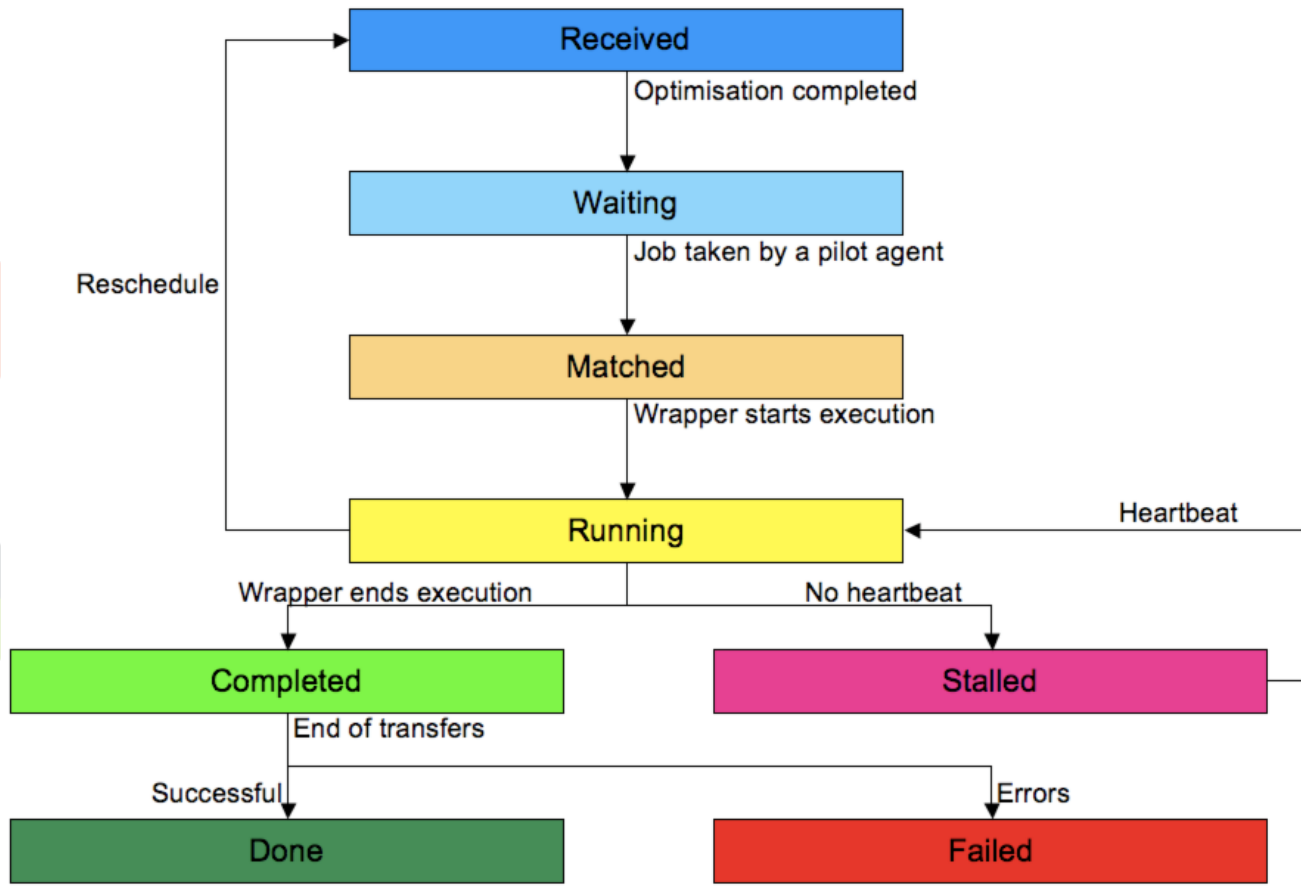 Received
Optimisation completed
Waiting
Job taken by a pilot agent
Reschedule
Matched
Wrapper starts execution
Heartbeat
Running
Wrapper ends execution
No heartbeat
Completed
Stalled
End of transfers
Successful
Errors
Done
Failed